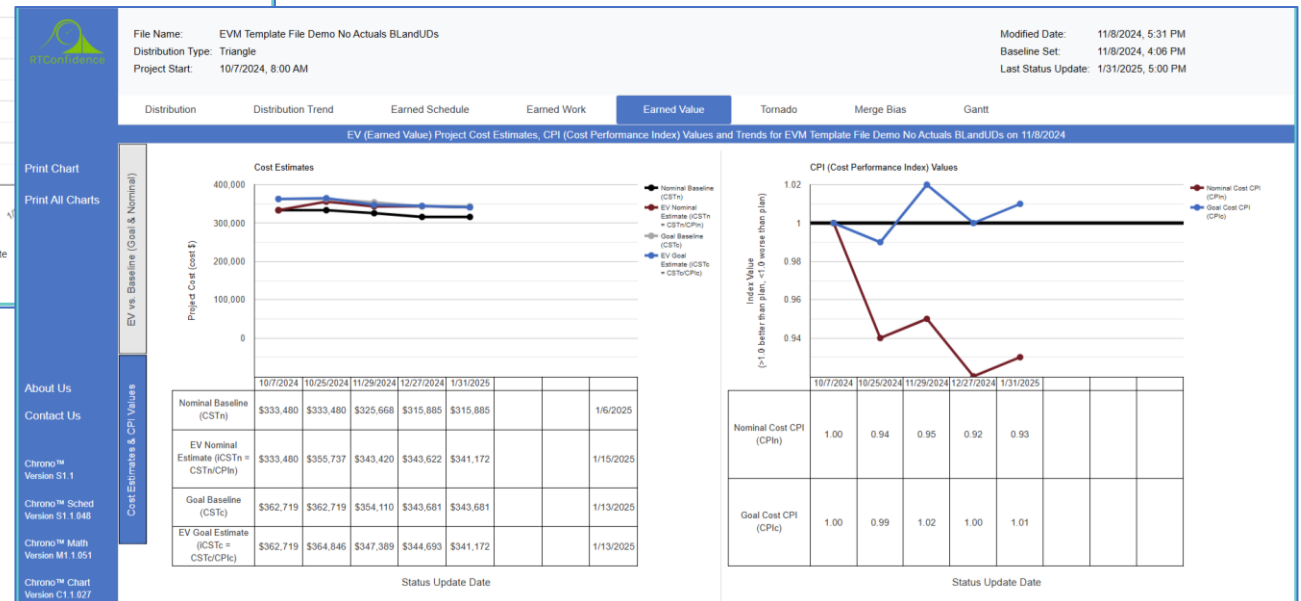 RTConfidence
File Name: EVM Template File Demo No Actuals BLandUDs
Distribution Type: Triangle
Project Start: 10/7/2024, 8:00 AM
Modified Date: 11/8/2024, 5:31 PM
Baseline Set: 11/8/2024, 4:06 PM
Last Status Update: 1/31/2025, 5:00 PM
Distribution Distribution Trend Earned Schedule Earned Work Earned Value Tornado Merge Bias Gantt
EV (Earned Value) Project Cost Estimates, CPI (Cost Performance Index) Values and Trends for EVM Template File Demo No Actuals BLandUDs on 11/8/2024
Print Chart
Print All Charts
About Us
Contact Us
Chrono™
Version S1.1
Chrono™ Sched
Version S1.1.048
Chrono™ Math
Version M1.1.051
Chrono™ Chart
Version C1.1.027
EV vs. Baseline (Goal & Nominal)
Cost Estimates & CPI Values
Cost Estimates
Project Cost (cost $)
400,000
300,000
200,000
100,000
0
Nominal Baseline
(CSTn)
EV Nominal
Estimate (iCSTn
= CSTn/CPIn)
Goal Baseline
(CSTc)
EV Goal
Estimate (iCSTc
= CSTc/CPIc)
10/7/2024 10/25/2024 11/29/2024 12/27/2024 1/31/2025
Nominal Baseline
(CSTn)
$333,480 $333,480 $325,668 $315,885 $315,885 1/6/2025
EV Nominal
Estimate (iCSTn =
CSTn/CPIn)
$333,480 $355,737 $343,420 $343,622 $341,172 1/15/2025
Goal Baseline
(CSTc)
$362,719 $362,719 $354,110 $343,681 $343,681 1/13/2025
EV Goal Estimate
(iCSTc =
CSTc/CPIc)
$362,719 $364,846 $347,389 $344,693 $341,172 1/13/2025
Status Update Date
CPI (Cost Performance Index) Values
Index Value
(>1.0 better than plan, <1.0 worse than plan)
1.02
1
0.98
0.96
0.94
Nominal Cost CPI
(CPIn)
Goal Cost CPI
(CPIc)
10/7/2024 10/25/2024 11/29/2024 12/27/2024 1/31/2025
Nominal Cost CPI
(CPIn)
1.00 0.94 0.95 0.92 0.93
Goal Cost CPI
(CPIc)
1.00 0.99 1.02 1.00 1.01
Status Update Date